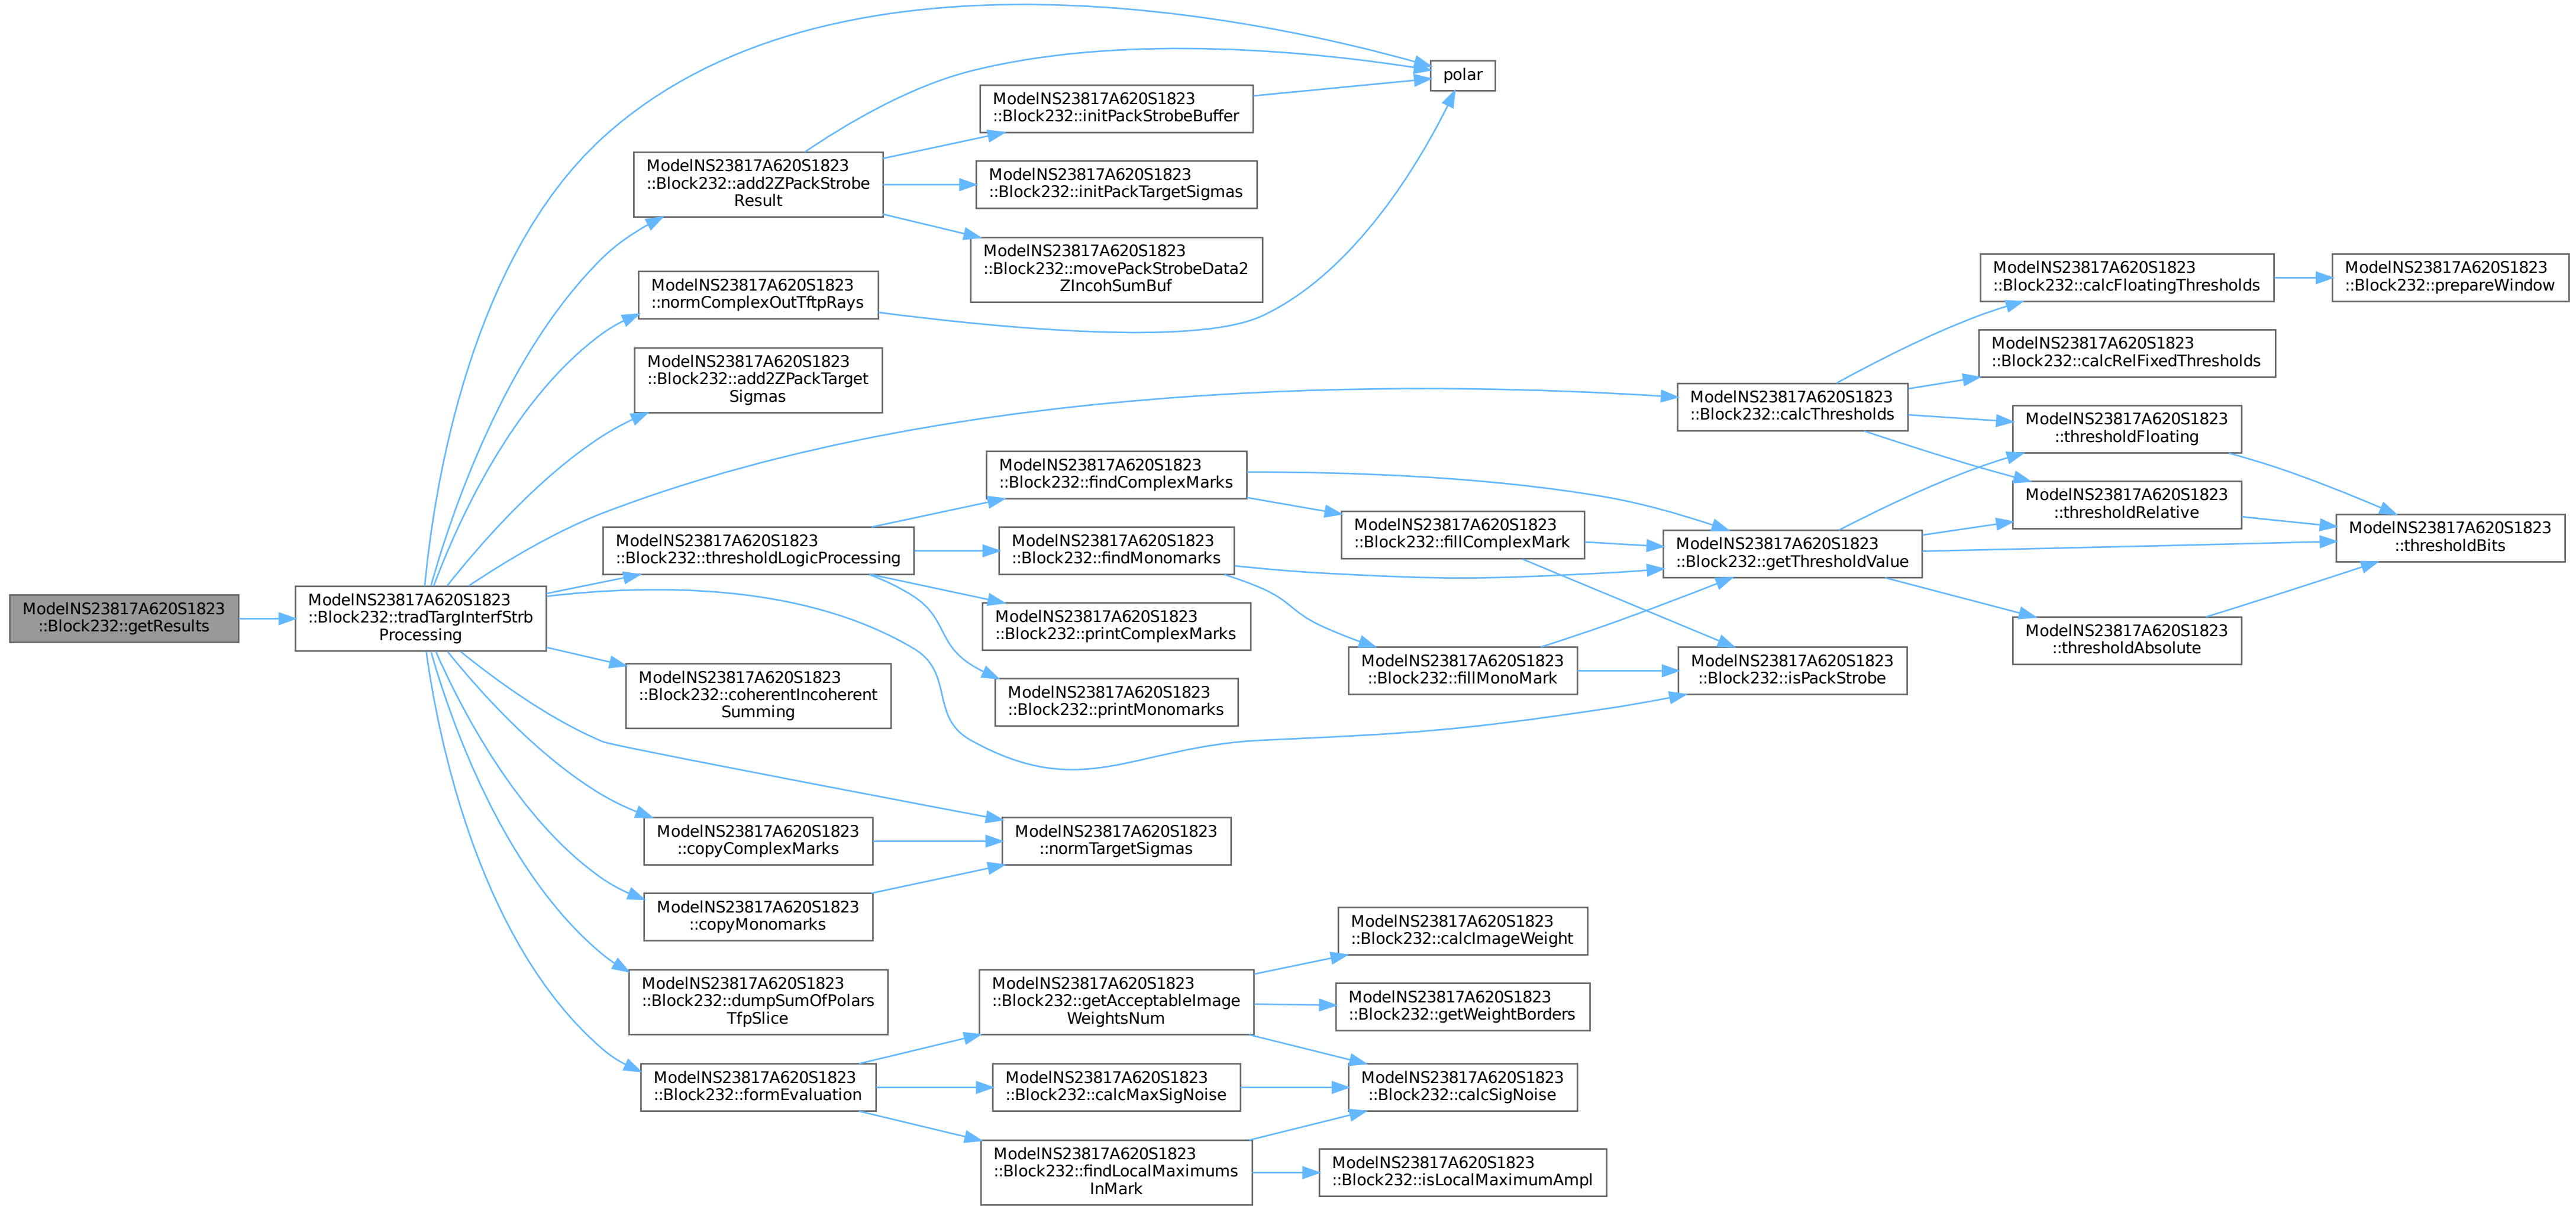 ModelNS23817A620S1823
::Block232::getResults
ModelNS23817A620S1823
::Block232::tradTargInterfStrb
Processing
ModelNS23817A620S1823
::Block232::add2ZPackStrobe
Result
ModelNS23817A620S1823
::normComplexOutTftpRays
ModelNS23817A620S1823
::Block232::add2ZPackTarget
Sigmas
ModelNS23817A620S1823
::Block232::thresholdLogicProcessing
ModelNS23817A620S1823
::Block232::coherentIncoherent
Summing
ModelNS23817A620S1823
::copyComplexMarks
ModelNS23817A620S1823
::copyMonomarks
ModelNS23817A620S1823
::Block232::dumpSumOfPolars
TfpSlice
ModelNS23817A620S1823
::Block232::formEvaluation
ModelNS23817A620S1823
::Block232::initPackStrobeBuffer
ModelNS23817A620S1823
::Block232::initPackTargetSigmas
ModelNS23817A620S1823
::Block232::movePackStrobeData2
ZIncohSumBuf
ModelNS23817A620S1823
::Block232::findComplexMarks
ModelNS23817A620S1823
::Block232::findMonomarks
ModelNS23817A620S1823
::Block232::printComplexMarks
ModelNS23817A620S1823
::Block232::printMonomarks
ModelNS23817A620S1823
::normTargetSigmas
ModelNS23817A620S1823
::Block232::getAcceptableImage
WeightsNum
ModelNS23817A620S1823
::Block232::calcMaxSigNoise
ModelNS23817A620S1823
::Block232::findLocalMaximums
InMark
polar
ModelNS23817A620S1823
::Block232::fillComplexMark
ModelNS23817A620S1823
::Block232::fillMonoMark
ModelNS23817A620S1823
::Block232::calcImageWeight
ModelNS23817A620S1823
::Block232::getWeightBorders
ModelNS23817A620S1823
::Block232::calcSigNoise
ModelNS23817A620S1823
::Block232::isLocalMaximumAmpl
ModelNS23817A620S1823
::Block232::calcThresholds
ModelNS23817A620S1823
::Block232::getThresholdValue
ModelNS23817A620S1823
::Block232::isPackStrobe
ModelNS23817A620S1823
::Block232::calcFloatingThresholds
ModelNS23817A620S1823
::Block232::calcRelFixedThresholds
ModelNS23817A620S1823
::thresholdFloating
ModelNS23817A620S1823
::thresholdRelative
ModelNS23817A620S1823
::thresholdAbsolute
ModelNS23817A620S1823
::Block232::prepareWindow
ModelNS23817A620S1823
::thresholdBits